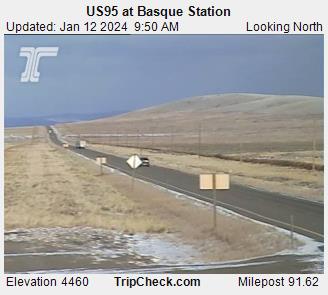 US95 at Basque Station
Updated: Jan 12 2024 9:50 AM Looking North
Elevation 4460 TripCheck.com Milepost 91.62